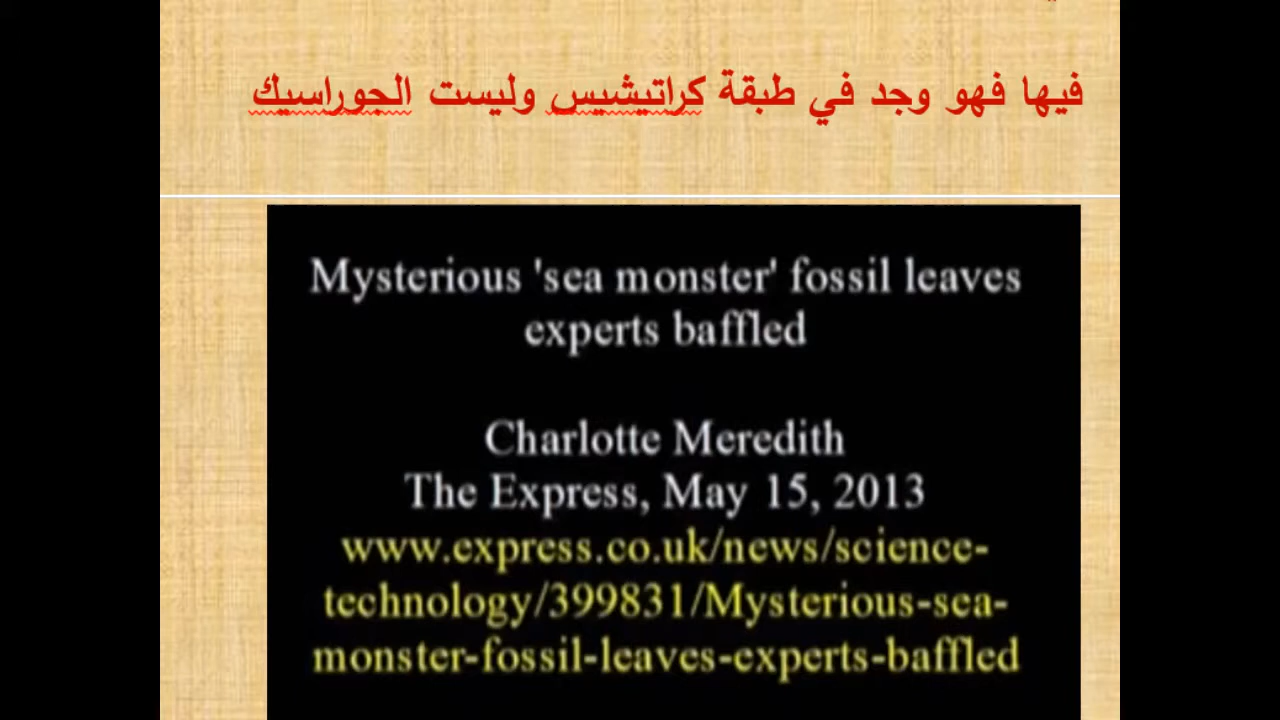 فيها فهو وجد في طبقة كراتيشيس وليست الجوراسيك
Mysterious 'sea monster' fossil leaves
experts baffled
Charlotte Meredith
The Express, May 15, 2013
www.express.co.uk/news/science-
technology/399831/Mysterious-sea-
monster-fossil-leaves-experts-baffled